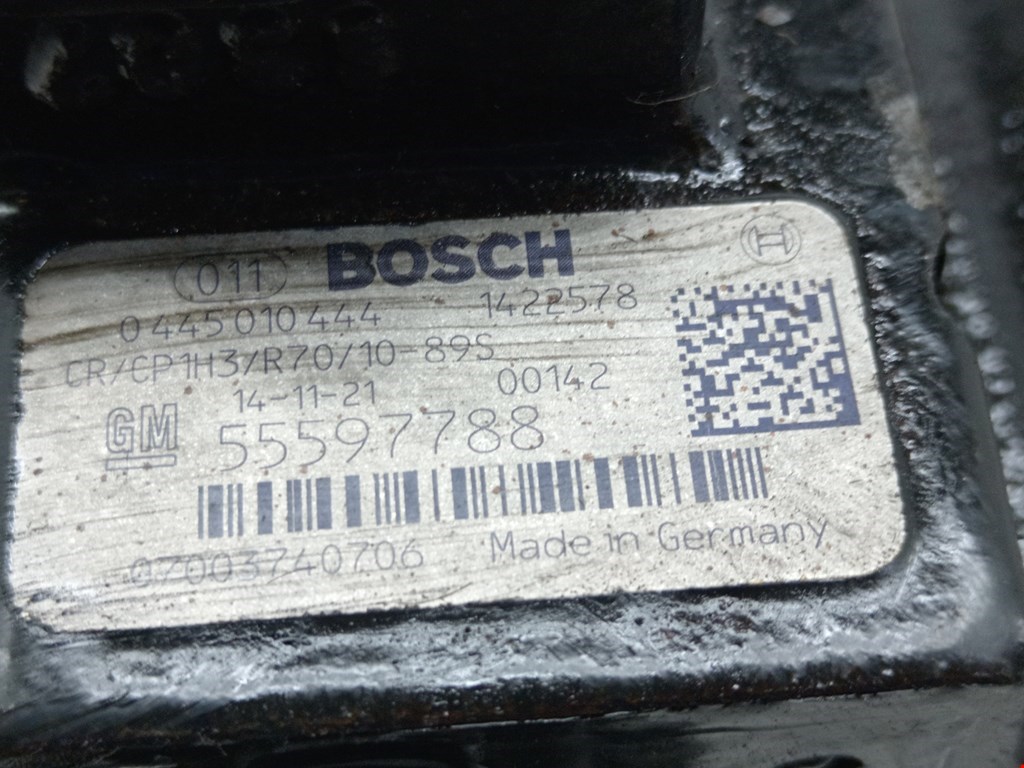 011 BOSCH
0 445 010 444 1422578
CR/CP1H3/R70/10-89S
14-11-21 00142
GM 55597788
07003740706 Made in Germany